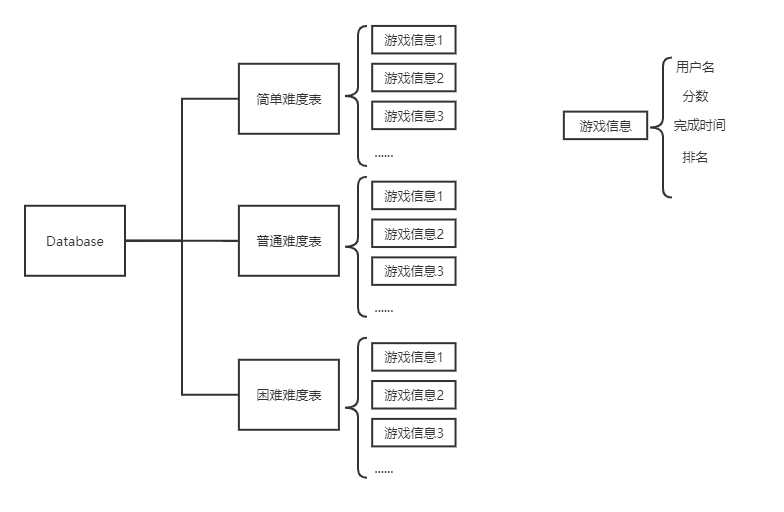 Database
简单难度表
游戏信息1
游戏信息2
游戏信息3
......
普通难度表
游戏信息1
游戏信息2
游戏信息3
......
困难难度表
游戏信息1
游戏信息2
游戏信息3
......
游戏信息
用户名
分数
完成时间
排名